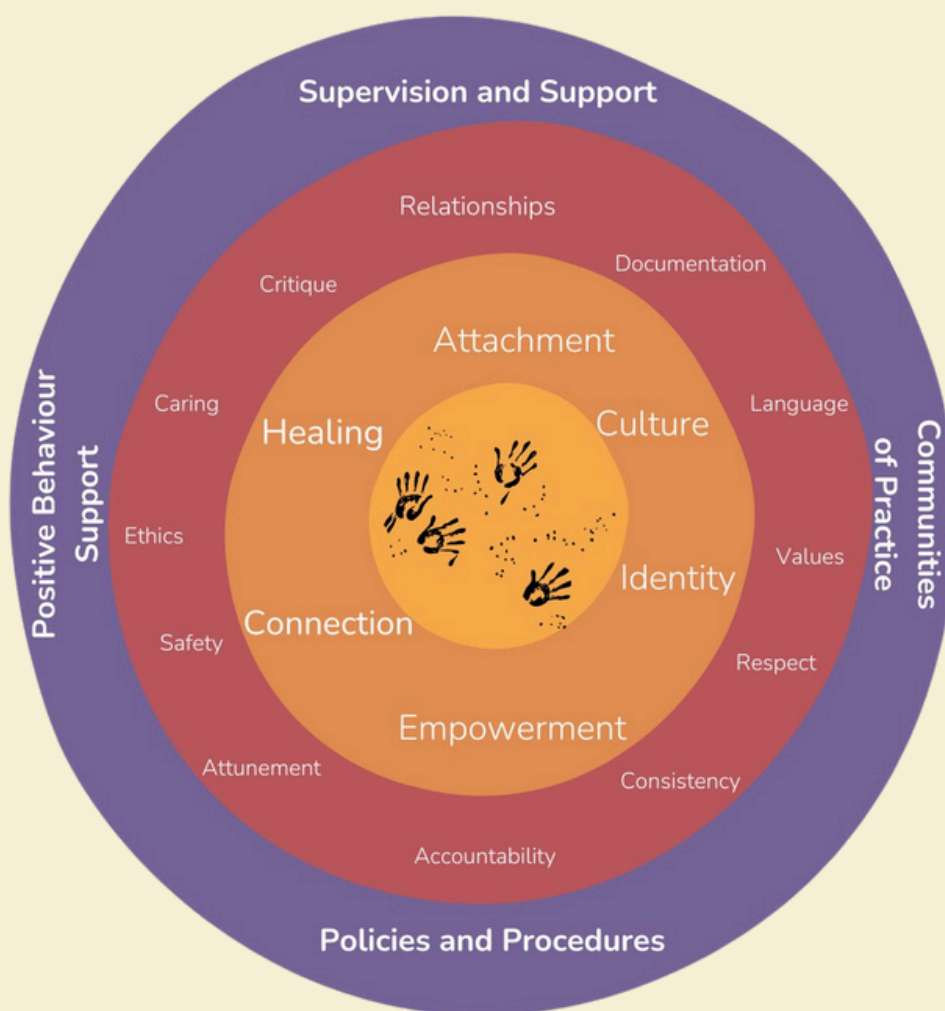 Supervision and Support
Relationships
Documentation
Critique
Attachment
Caring
Language
Culture
Healing
Positive Behaviour
Support
Communities
of Practice
Ethics
Values
Identity
Connection
Safety
Respect
Empowerment
Attunement
Consistency
Accountability
Policies and Procedures